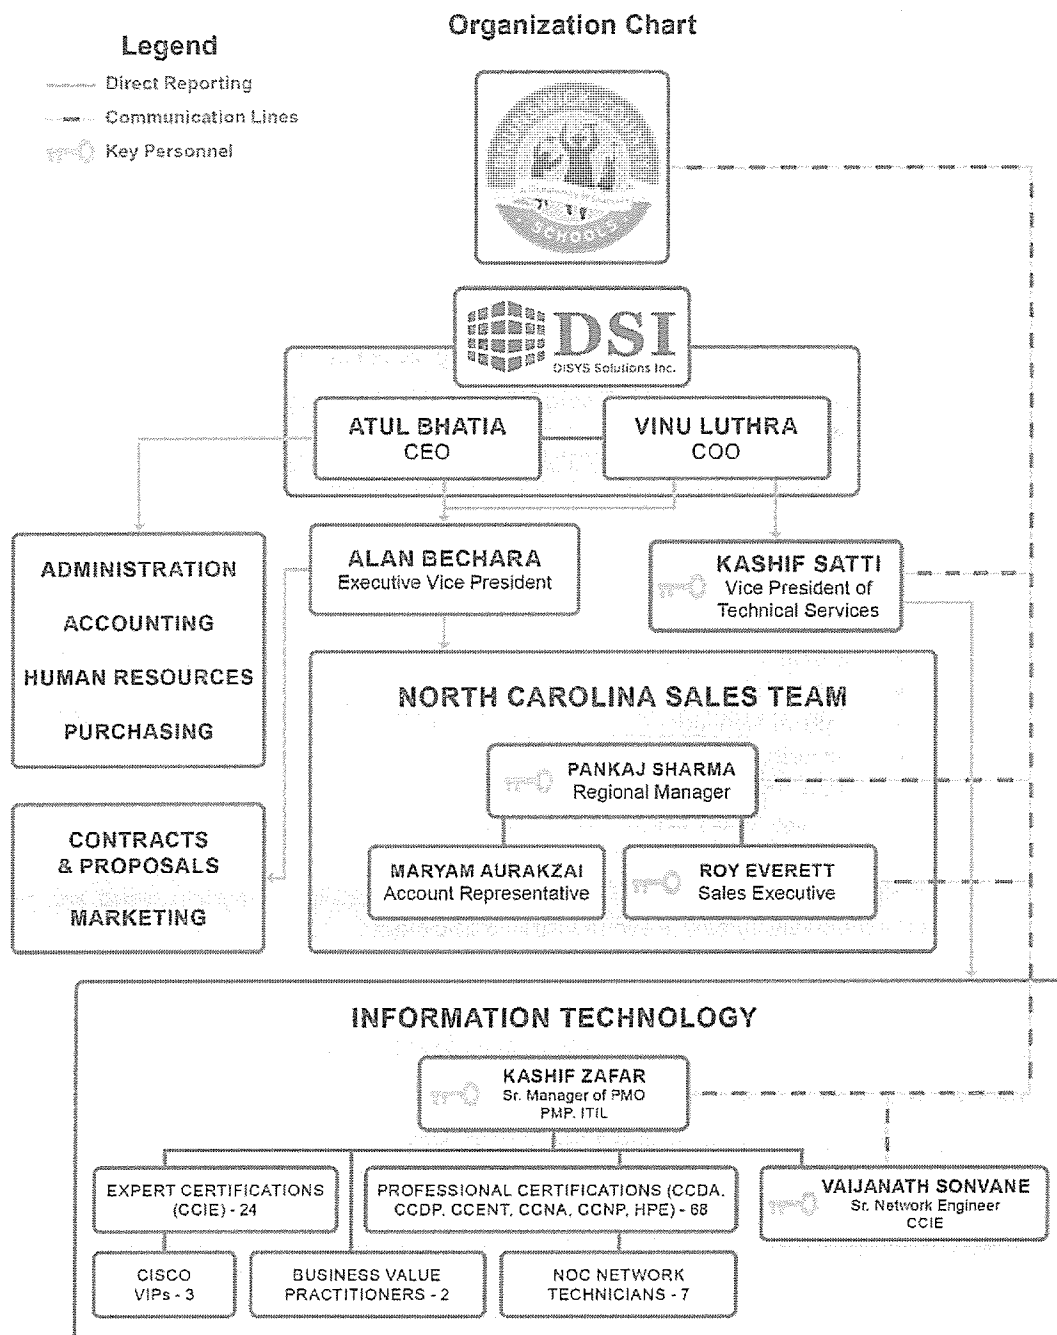 Organization Chart
Legend
Direct Reporting
Communication Lines
Key Personnel
SCHOOLS
DSI
DISYS Solutions Inc.
ATUL BHATIA
CEO
VINU LUTHRA
COO
ADMINISTRATION
ACCOUNTING
HUMAN RESOURCES
PURCHASING
ALAN BECHARA
Executive Vice President
KASHIF SATTI
Vice President of
Technical Services
NORTH CAROLINA SALES TEAM
PANKAJ SHARMA
Regional Manager
CONTRACTS
& PROPOSALS
MARKETING
MARYAM AURAKZAI
Account Representative
ROY EVERETT
Sales Executive
INFORMATION TECHNOLOGY
KASHIF ZAFAR
Sr. Manager of PMO
PMP, ITIL
EXPERT CERTIFICATIONS
(CCIE) - 24
PROFESSIONAL CERTIFICATIONS (CCDA,
CCDP, CCENT, CCNA, CCNP, HPE) - 68
VAIJANATH SONVANE
Sr. Network Engineer
CCIE
CISCO
VIPs - 3
BUSINESS VALUE
PRACTITIONERS - 2
NOC NETWORK
TECHNICIANS - 7